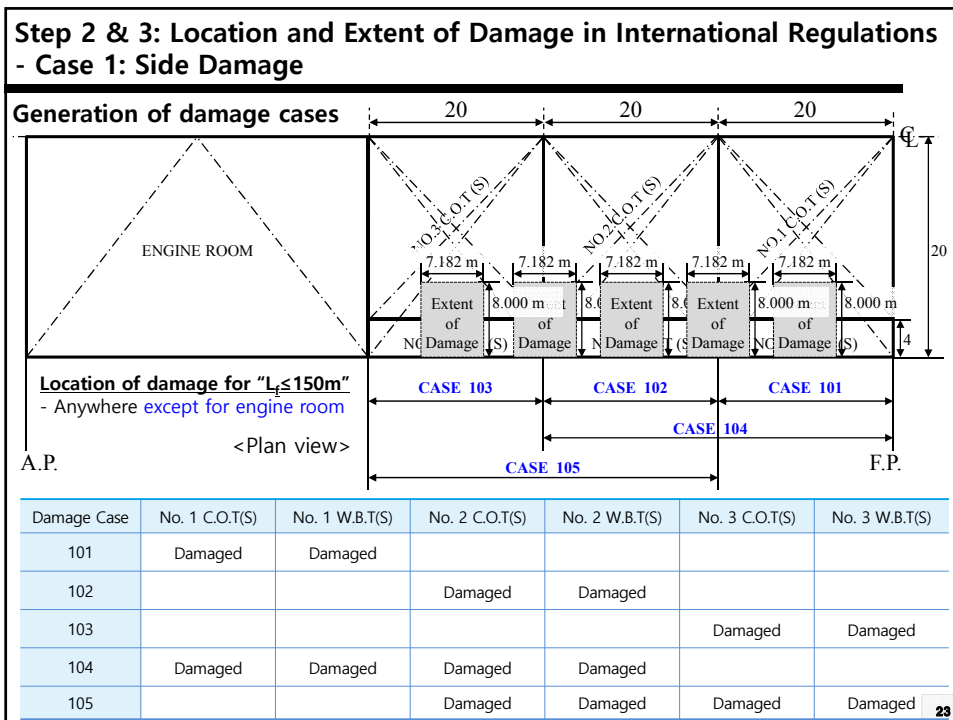 Step 2 & 3: Location and Extent of Damage in International Regulations
- Case 1: Side Damage
Generation of damage cases
20 20 20
℄
NO.3 C.O.T (S) NO.2 C.O.T (S) NO.1 C.O.T (S)
ENGINE ROOM
20
7.182 m 7.182 m 7.182 m 7.182 m 7.182 m
Extent
of
Damage
8.000 m
of
Damage
Extent
of
Damage
Extent
of
Damage
8.000 m
of
Damage
8.000 m
(S)
4
Location of damage for “Lf≤150m”
- Anywhere except for engine room
<Plan view>
CASE 103 CASE 102 CASE 101
CASE 104
CASE 105
A.P. F.P.
Damage Case No. 1 C.O.T(S) No. 1 W.B.T(S) No. 2 C.O.T(S) No. 2 W.B.T(S) No. 3 C.O.T(S) No. 3 W.B.T(S)
101 Damaged Damaged
102 Damaged Damaged
103 Damaged Damaged
104 Damaged Damaged Damaged Damaged
105 Damaged Damaged Damaged Damaged
23